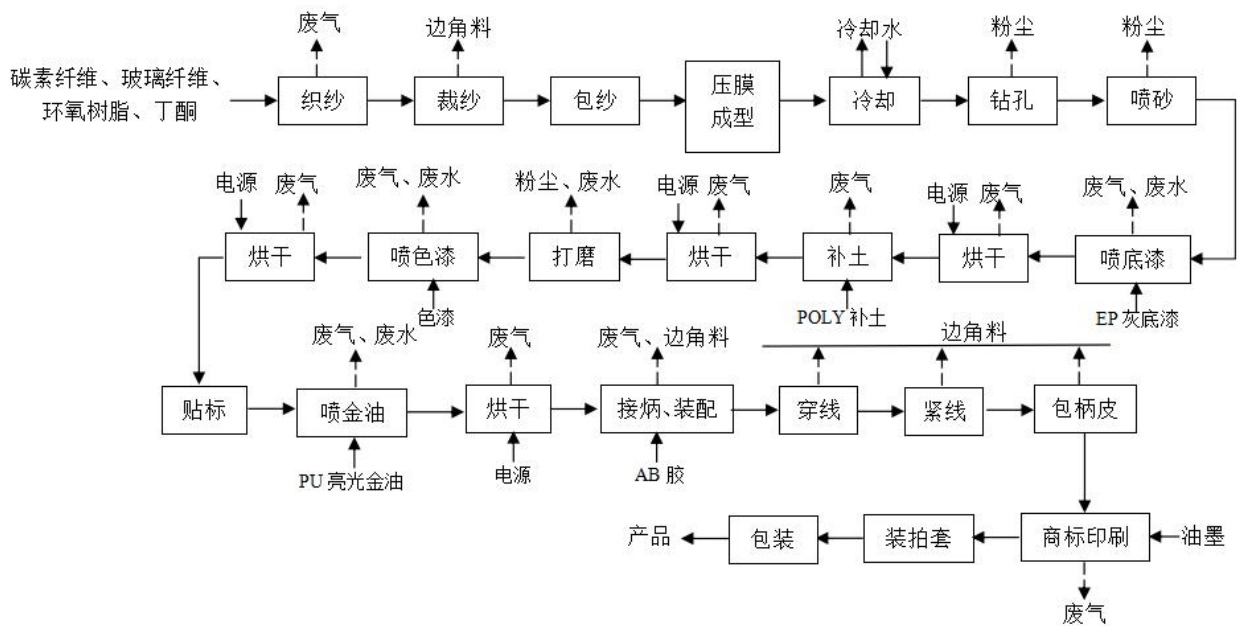 废气
边角料
冷却水
粉尘
粉尘
碳素纤维、玻璃纤维、
环氧树脂、丁酮
织纱
裁纱
包纱
压膜
成型
冷却
钻孔
喷砂
电源
废气
废气、废水
粉尘、废水
电源
废气
废气
电源
废气
废气、废水
烘干
喷色漆
打磨
烘干
补土
烘干
喷底漆
色漆
POLY 补土
EP 灰底漆
废气、废水
废气
废气、边角料
边角料
贴标
喷金油
烘干
接炳、装配
穿线
紧线
包柄皮
PU 亮光金油
电源
AB 胶
产品
包装
装拍套
商标印刷
油墨
废气